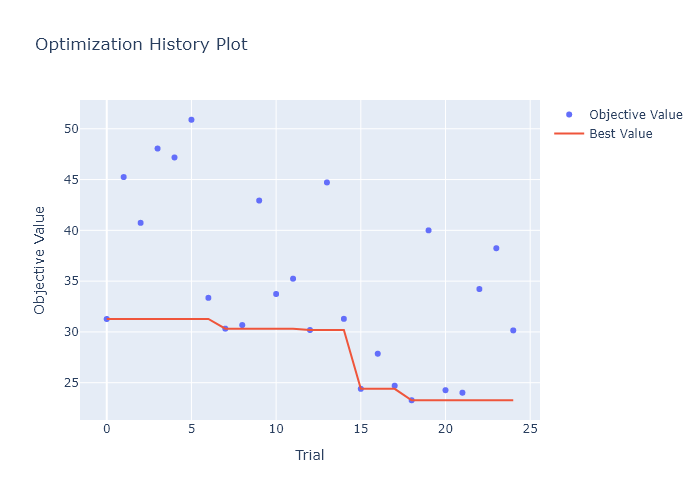 Optimization History Plot
Objective Value
Best Value
50
45
40
35
30
25
Objective Value
0 5 10 15 20 25
Trial